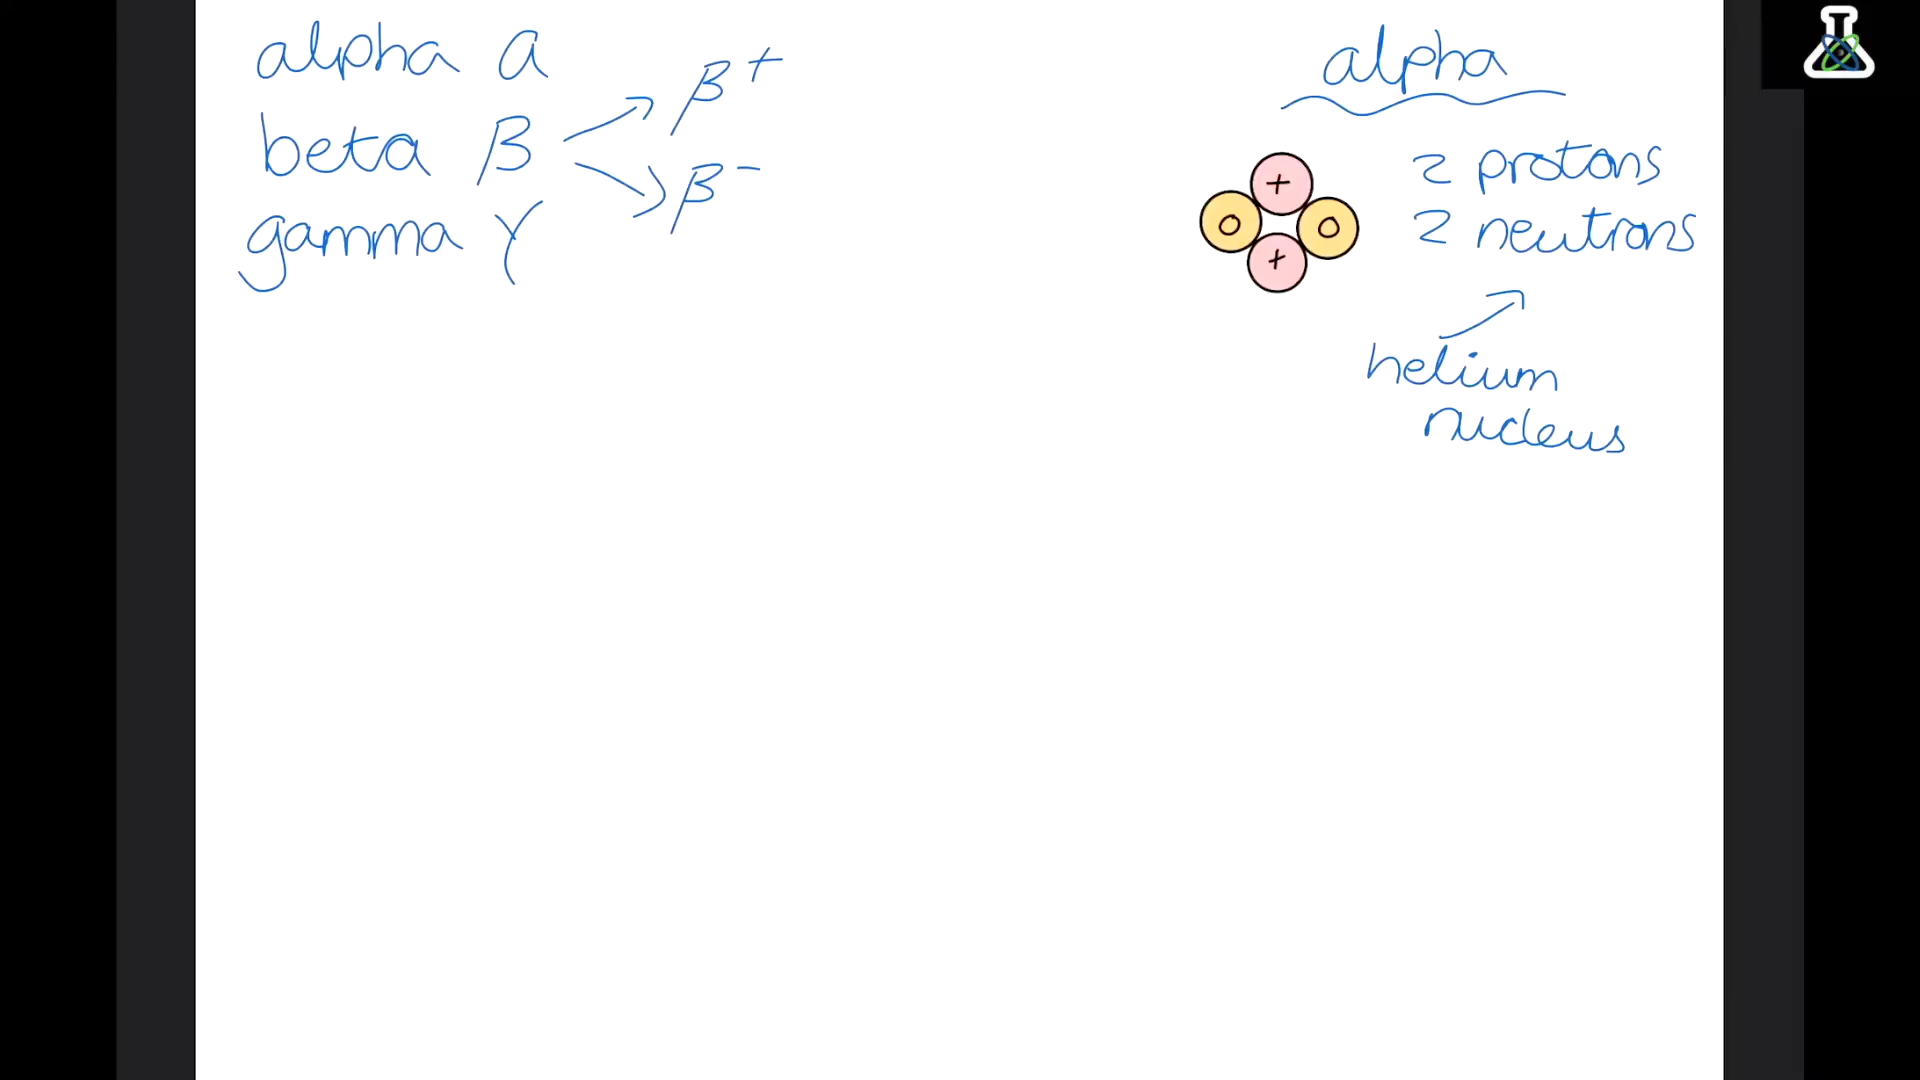 alpha α
beta β β+
β-
gamma γ
alpha
+
o o
+
2 protons
2 neutrons
helium
nucleus